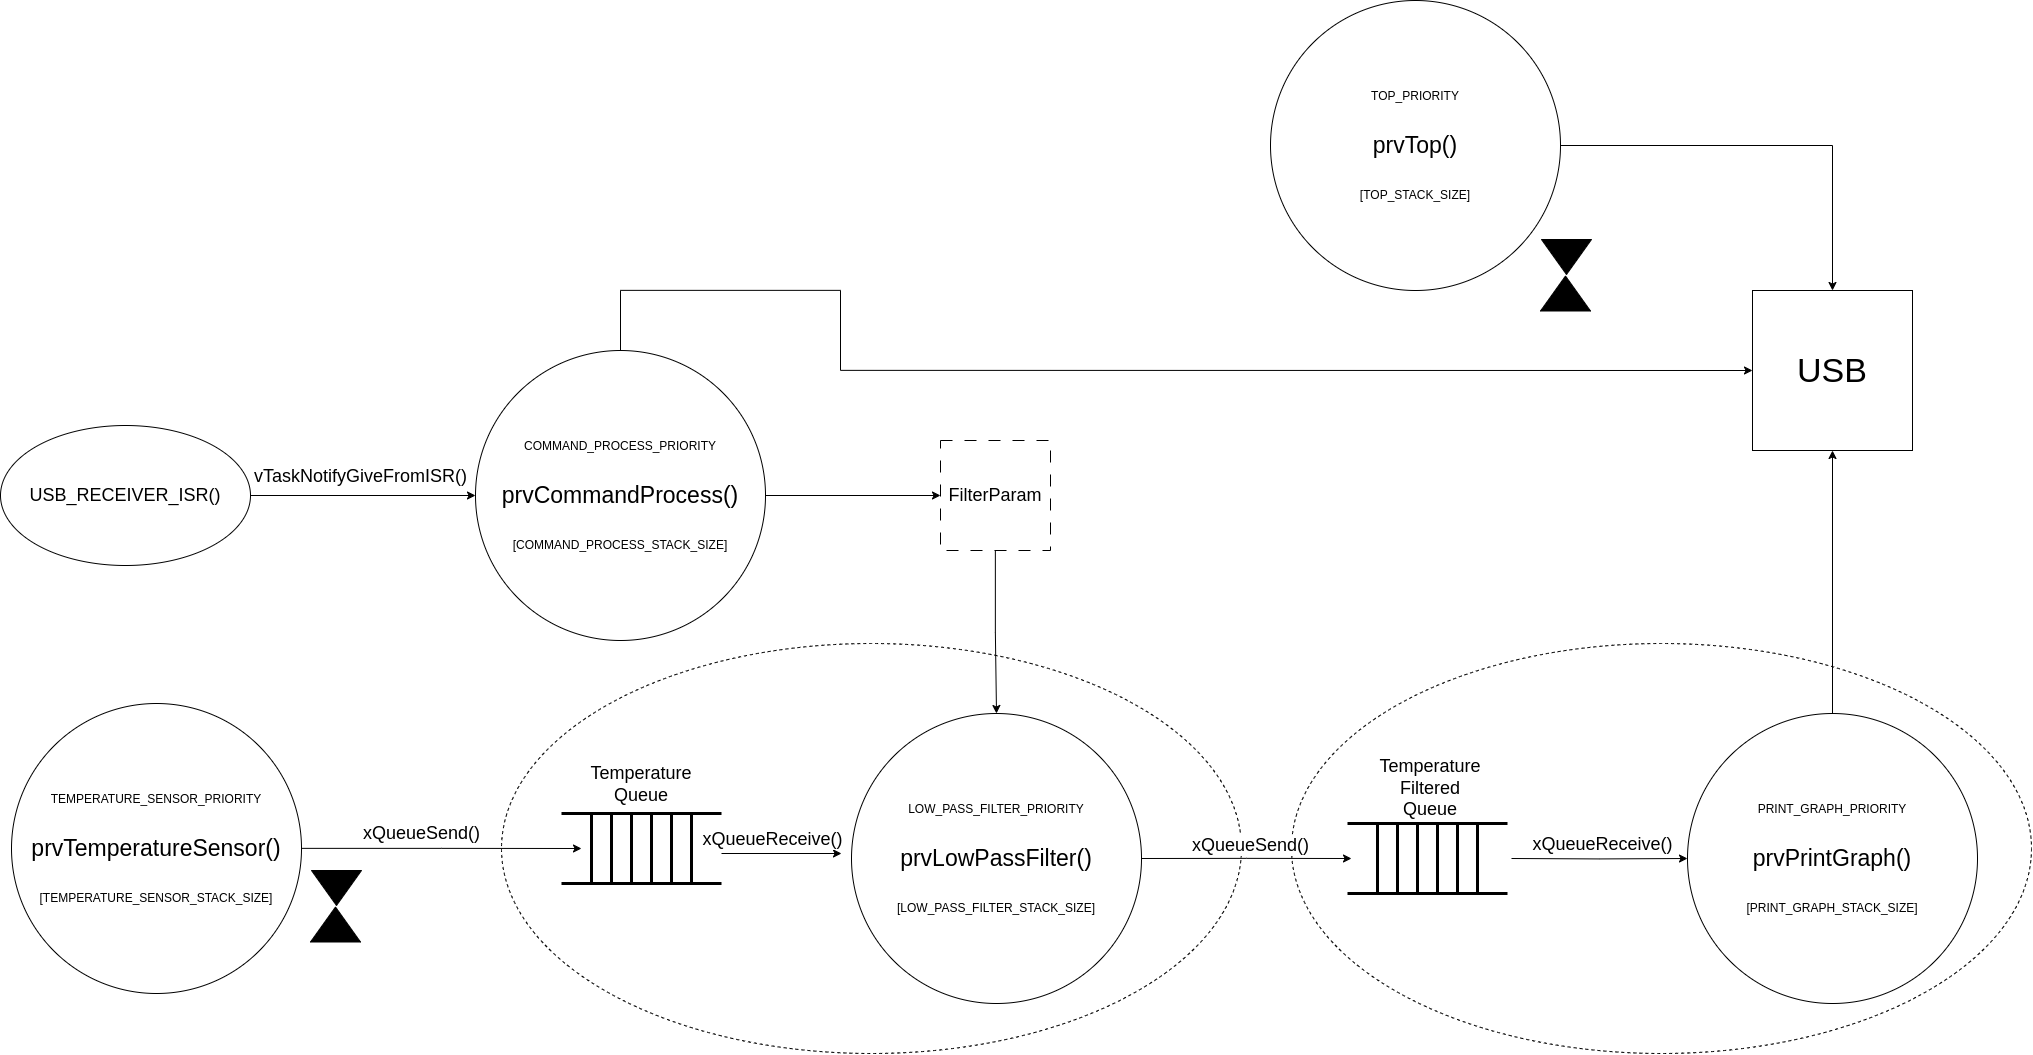 TOP_PRIORITY
prvTop()
[TOP_STACK_SIZE]
USB
COMMAND_PROCESS_PRIORITY
prvCommandProcess()
[COMMAND_PROCESS_STACK_SIZE]
vTaskNotifyGiveFromISR()
USB_RECEIVER_ISR()
FilterParam
TEMPERATURE_SENSOR_PRIORITY
prvTemperatureSensor()
[TEMPERATURE_SENSOR_STACK_SIZE]
xQueueSend()
Temperature
Queue
xQueueReceive()
LOW_PASS_FILTER_PRIORITY
prvLowPassFilter()
[LOW_PASS_FILTER_STACK_SIZE]
xQueueSend()
Temperature
Filtered
Queue
xQueueReceive()
PRINT_GRAPH_PRIORITY
prvPrintGraph()
[PRINT_GRAPH_STACK_SIZE]